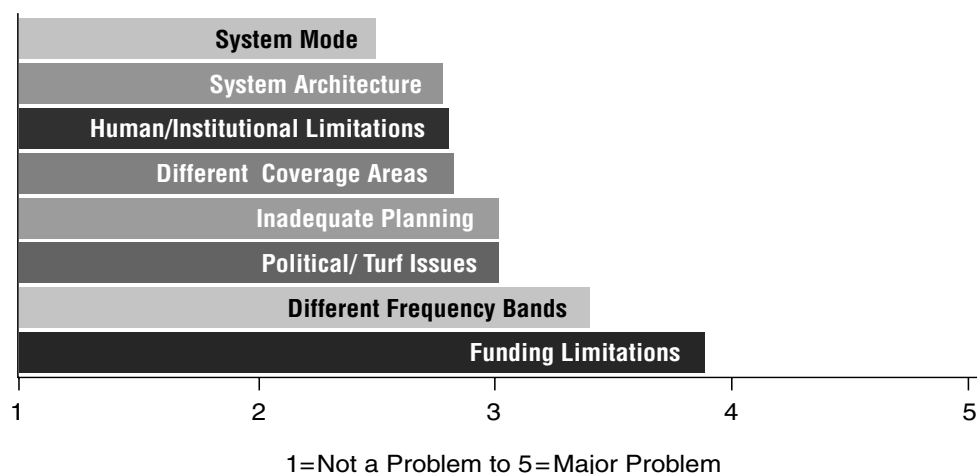 System Mode
System Architecture
Human/Institutional Limitations
Different Coverage Areas
Inadequate Planning
Political/ Turf Issues
Different Frequency Bands
Funding Limitations
1 2 3 4 5
1=Not a Problem to 5=Major Problem